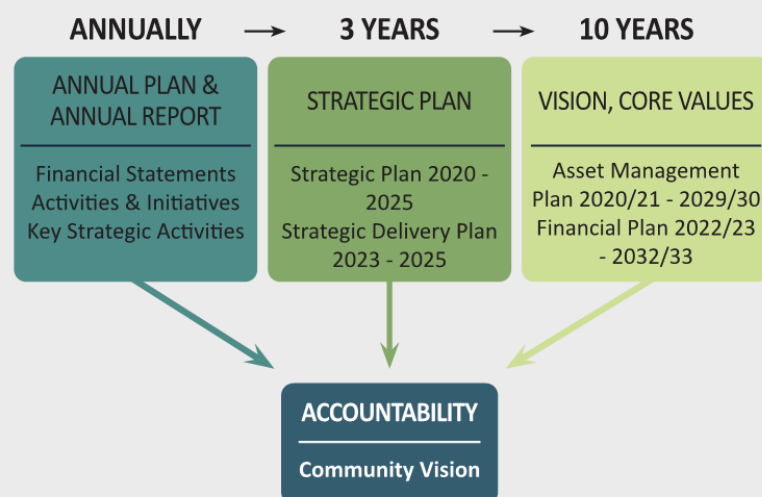 ANNUALLY → 3 YEARS → 10 YEARS
ANNUAL PLAN &
ANNUAL REPORT
Financial Statements
Activities & Initiatives
Key Strategic Activities
STRATEGIC PLAN
Strategic Plan 2020 -
2025
Strategic Delivery Plan
2023 - 2025
VISION, CORE VALUES
Asset Management
Plan 2020/21 - 2029/30
Financial Plan 2022/23
- 2032/33
ACCOUNTABILITY
Community Vision